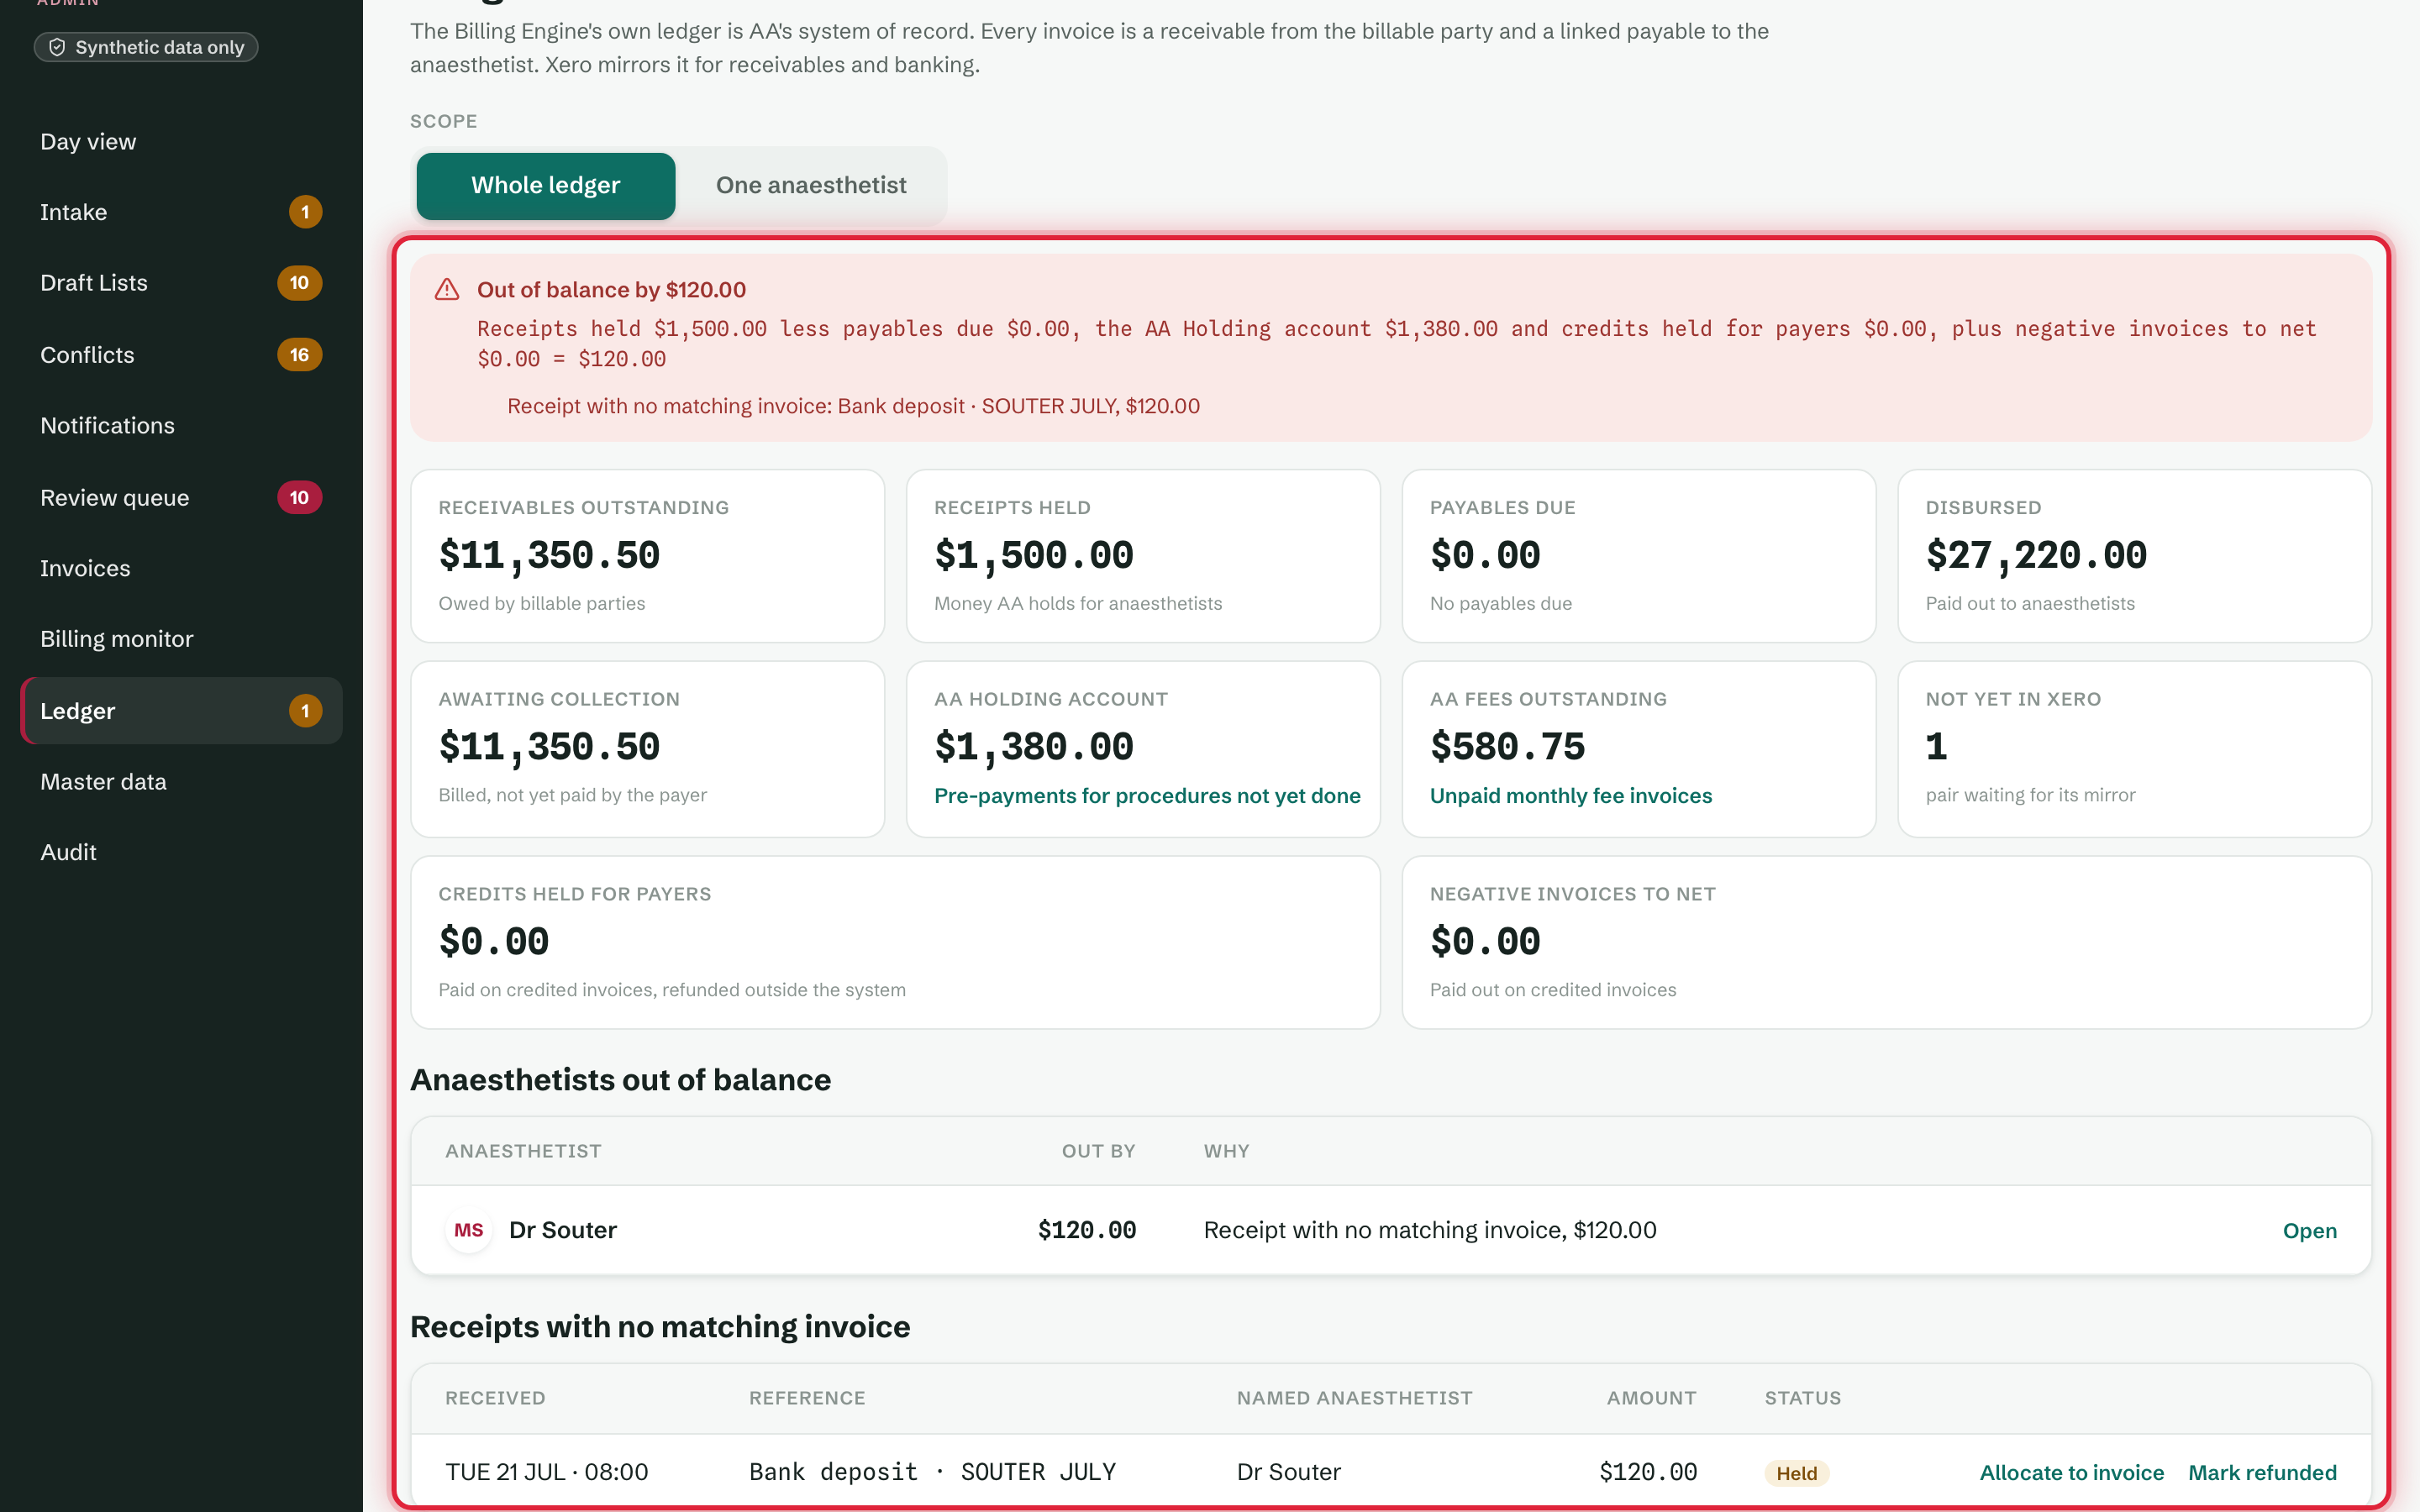 ADMIN
Synthetic data only
Day view
Intake 1
Draft Lists 10
Conflicts 16
Notifications
Review queue 10
Invoices
Billing monitor
Ledger 1
Master data
Audit
The Billing Engine's own ledger is AA's system of record. Every invoice is a receivable from the billable party and a linked payable to the
anaesthetist. Xero mirrors it for receivables and banking.
SCOPE
Whole ledger One anaesthetist
Out of balance by $120.00
Receipts held $1,500.00 less payables due $0.00, the AA Holding account $1,380.00 and credits held for payers $0.00, plus negative invoices to net
$0.00 = $120.00
Receipt with no matching invoice: Bank deposit · SOUTER JULY, $120.00
RECEIVABLES OUTSTANDING
$11,350.50
Owed by billable parties
RECEIPTS HELD
$1,500.00
Money AA holds for anaesthetists
PAYABLES DUE
$0.00
No payables due
DISBURSED
$27,220.00
Paid out to anaesthetists
AWAITING COLLECTION
$11,350.50
Billed, not yet paid by the payer
AA HOLDING ACCOUNT
$1,380.00
Pre-payments for procedures not yet done
AA FEES OUTSTANDING
$580.75
Unpaid monthly fee invoices
NOT YET IN XERO
1
pair waiting for its mirror
CREDITS HELD FOR PAYERS
$0.00
Paid on credited invoices, refunded outside the system
NEGATIVE INVOICES TO NET
$0.00
Paid out on credited invoices
Anaesthetists out of balance
ANAESTHETIST OUT BY WHY
MS Dr Souter $120.00 Receipt with no matching invoice, $120.00 Open
Receipts with no matching invoice
RECEIVED REFERENCE NAMED ANAESTHETIST AMOUNT STATUS
TUE 21 JUL · 08:00 Bank deposit · SOUTER JULY Dr Souter $120.00 Held Allocate to invoice Mark refunded